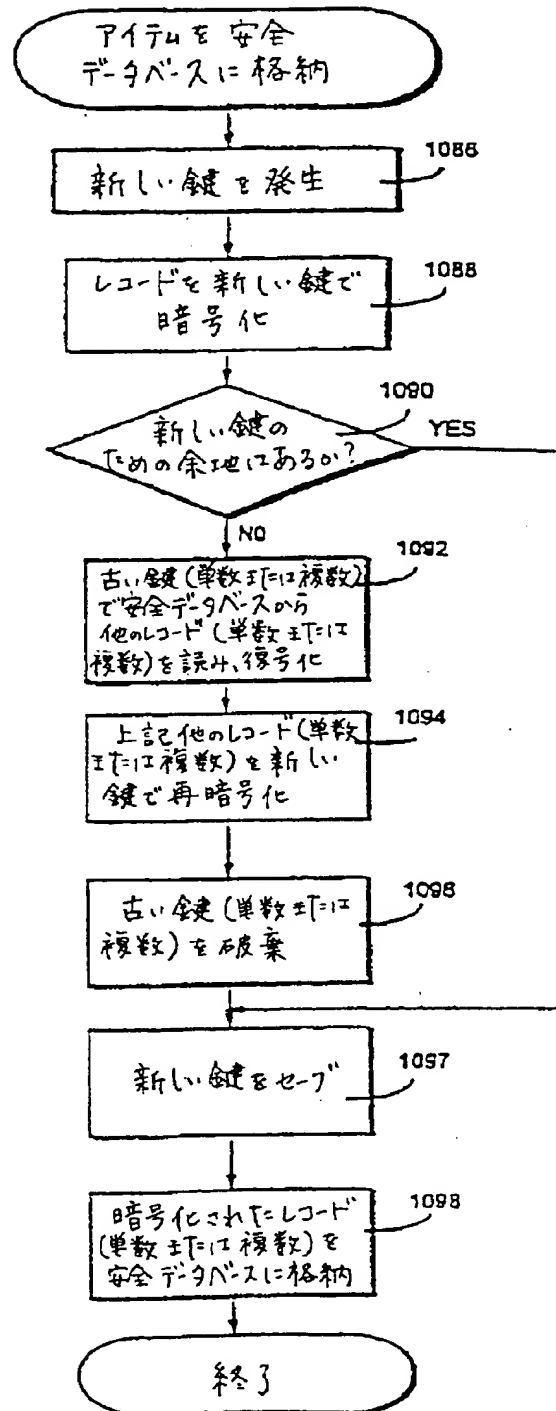 アイテムを安全
データベースに格納
1086
新しい鍵を発生
1088
レコードを新しい鍵で
暗号化
1090
新しい鍵の
ための余地はあるか?
YES
NO
1092
古い鍵(単数または複数)
で安全データベースから
他のレコード(単数または
複数)を読み、復号化
1094
上記他のレコード(単数
または複数)を新しい
鍵で再暗号化
1096
古い鍵(単数または
複数)を破棄
1097
新しい鍵をセーブ
1098
暗号化されたレコード
(単数または複数)を
安全データベースに格納
終了